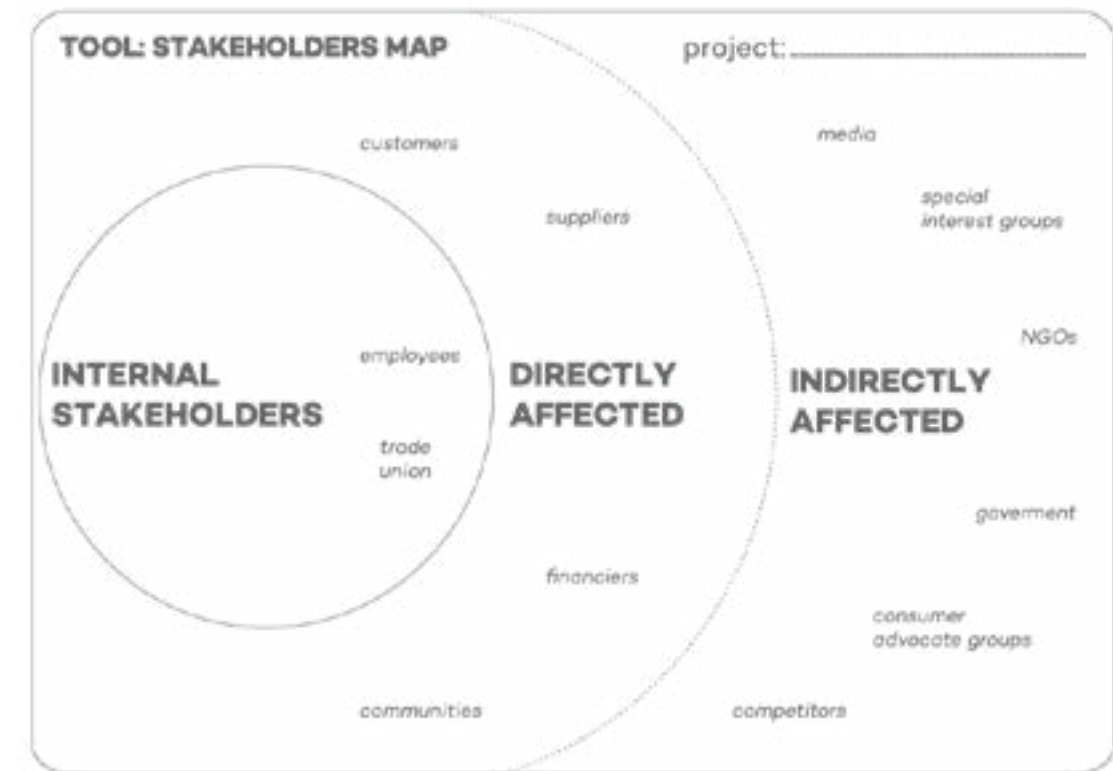 TOOL: STAKEHOLDERS MAP
project:
customers
media
special
interest groups
suppliers
NGOs
employees
INTERNAL
STAKEHOLDERS
DIRECTLY
AFFECTED
INDIRECTLY
AFFECTED
trade
union
goverment
financiers
consumer
advocate groups
communities
competitors